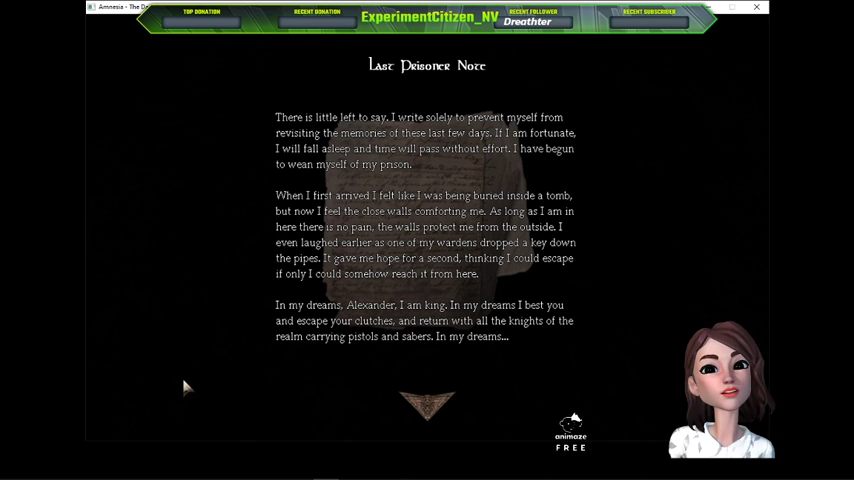 Amnesia - The Da
TOP DONATION
RECENT DONATION
ExperimentCitizen_NV
RECENT FOLLOWER
Dreathter
RECENT SUBSCRIBER
Last Prisoner Note
There is little left to say, I write solely to prevent myself from
revisiting the memories of these last few days. If I am fortunate,
I will fall asleep and time will pass without effort. I have begun
to wean myself of my prison.
When I first arrived I felt like I was being buried inside a tomb,
but now I feel the close walls comforting me. As long as I am in
here there is no pain, the walls protect me from the outside. I
even laughed earlier as one of my wardens dropped a key down
the pipes. It gave me hope for a second, thinking I could escape
if only I could somehow reach it from here.
In my dreams, Alexander, I am king. In my dreams I best you
and escape your clutches, and return with all the knights of the
realm carrying pistols and sabers. In my dreams...
animaze
FREE